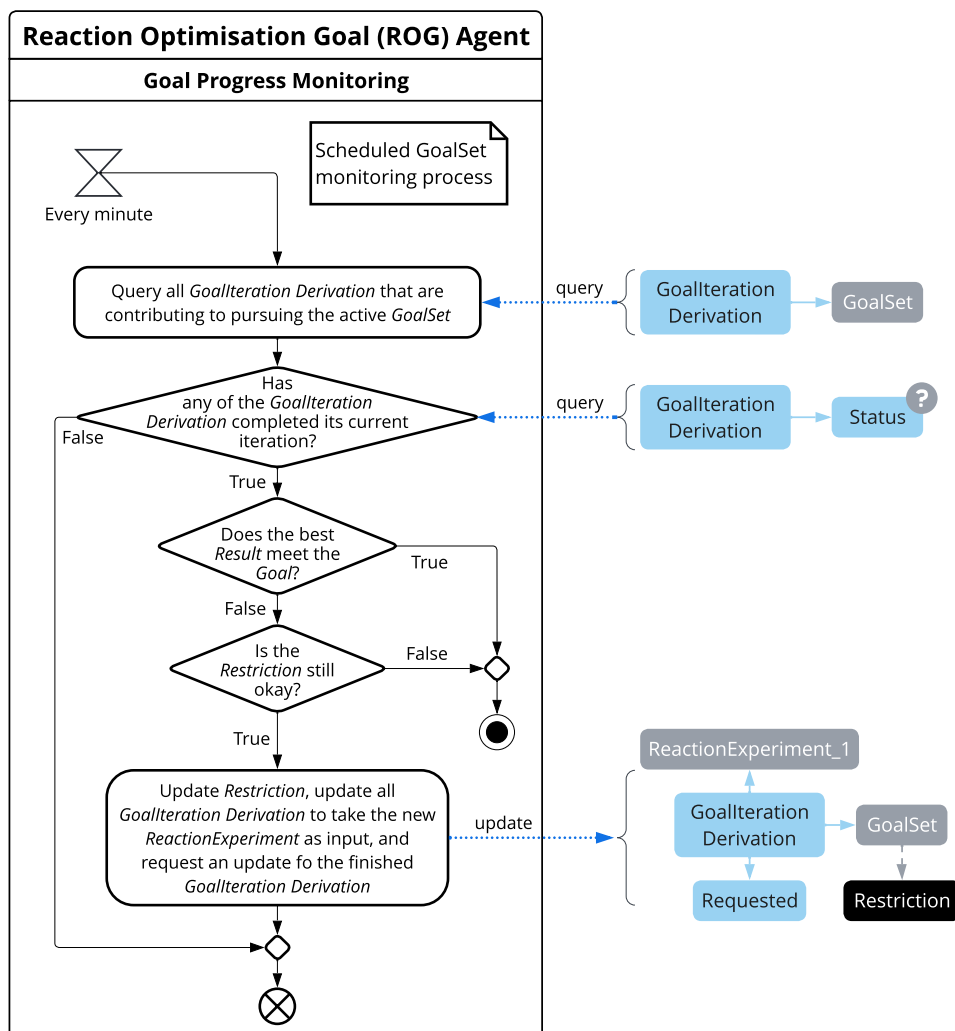 Reaction Optimisation Goal (ROG) Agent
Goal Progress Monitoring
Scheduled GoalSet
monitoring process
Every minute
Query all GoalIteration Derivation that are
contributing to pursuing the active GoalSet
query
GoalIteration
Derivation
GoalSet
Has
any of the GoalIteration
Derivation completed its current
iteration?
query
GoalIteration
Derivation
Status
?
False
True
Does the best
Result meet the
Goal?
True
False
Is the
Restriction still
okay?
False
True
Update Restriction, update all
GoalIteration Derivation to take the new
ReactionExperiment as input, and
request an update fo the finished
GoalIteration Derivation
update
ReactionExperiment_1
GoalIteration
Derivation
GoalSet
Requested
Restriction